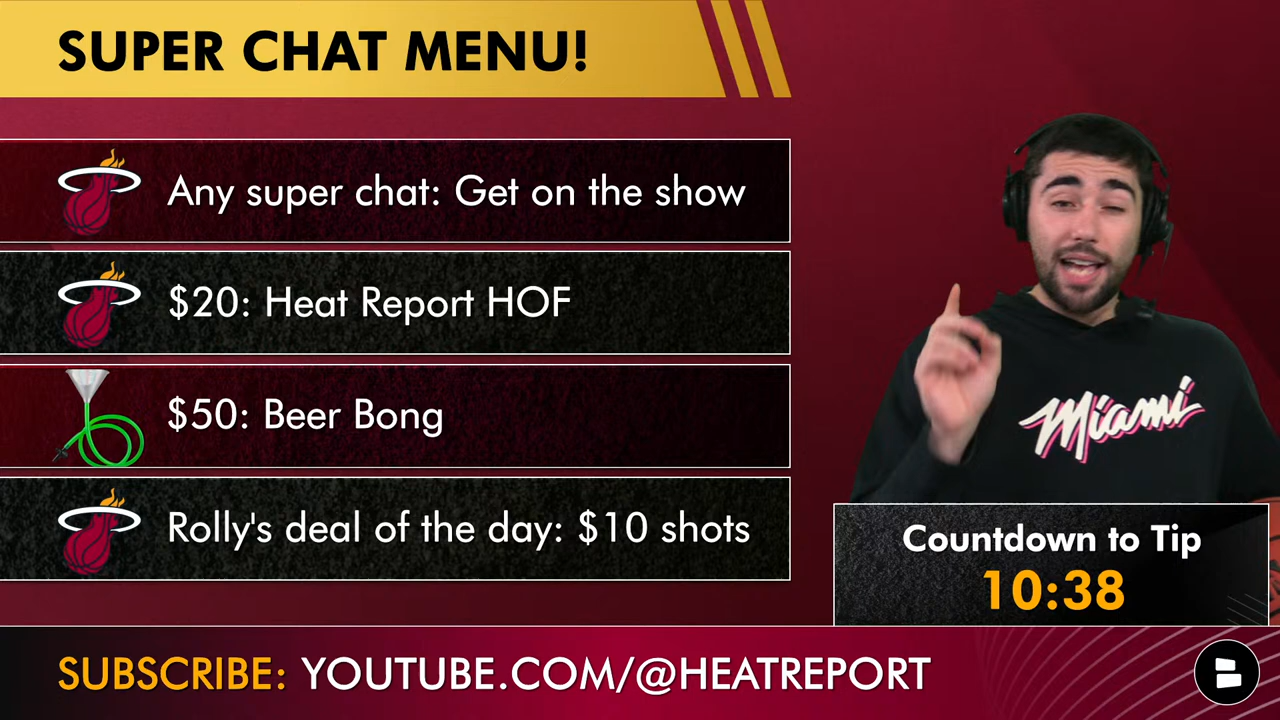 SUPER CHAT MENU!
Any super chat: Get on the show
$20: Heat Report HOF
$50: Beer Bong
Rolly's deal of the day: $10 shots
Miami
Countdown to Tip
10:38
SUBSCRIBE: YOUTUBE.COM/@HEATREPORT